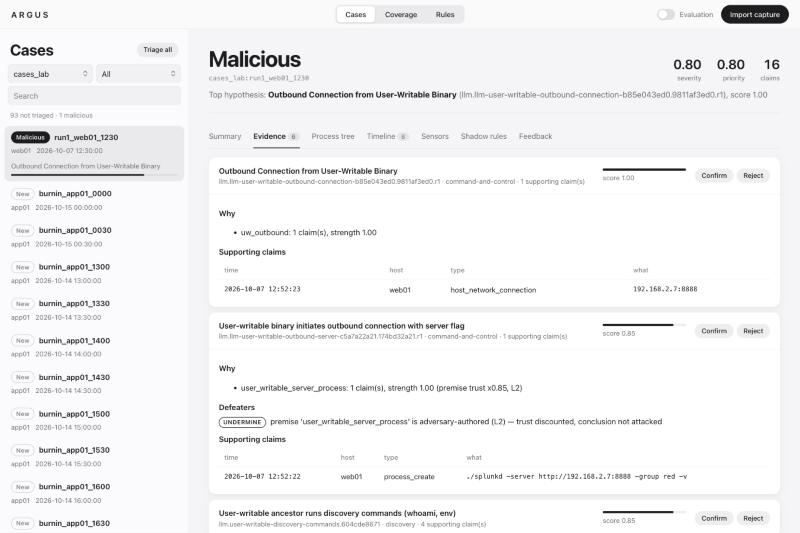 ARGUS
Cases
Coverage
Rules
Evaluation
Import capture
Cases
Triage all
cases_lab
All
Search
93 not triaged · 1 malicious
Malicious run1_web01_1230
web01 2026-10-07 12:30:00
Outbound Connection from User-Writable Binary
New burnin_app01_0000
app01 2026-10-15 00:00:00
New burnin_app01_0030
app01 2026-10-15 00:30:00
New burnin_app01_1300
app01 2026-10-14 13:00:00
New burnin_app01_1330
app01 2026-10-14 13:30:00
New burnin_app01_1400
app01 2026-10-14 14:00:00
New burnin_app01_1430
app01 2026-10-14 14:30:00
New burnin_app01_1500
app01 2026-10-14 15:00:00
New burnin_app01_1530
app01 2026-10-14 15:30:00
New burnin_app01_1600
app01 2026-10-14 16:00:00
New burnin_app01_1630
Malicious
cases_lab:run1_web01_1230
0.80 severity
0.80 priority
16 claims
Top hypothesis: Outbound Connection from User-Writable Binary (llm.llm-user-writable-outbound-connection-b85e043ed0.9811af3ed0.r1), score 1.00
Summary
Evidence 6
Process tree
Timeline 8
Sensors
Shadow rules
Feedback
Outbound Connection from User-Writable Binary
llm.llm-user-writable-outbound-connection-b85e043ed0.9811af3ed0.r1 · command-and-control · 1 supporting claim(s)
score 1.00
Confirm
Reject
Why
• uw_outbound: 1 claim(s), strength 1.00
Supporting claims
time host type what
2026-10-07 12:52:23 web01 host_network_connection 192.168.2.7:8888
User-writable binary initiates outbound connection with server flag
llm.llm-user-writable-outbound-server-c5a7a22a21.174bd32a21.r1 · command-and-control · 1 supporting claim(s)
score 0.85
Confirm
Reject
Why
• user_writable_server_process: 1 claim(s), strength 1.00 (premise trust x0.85, L2)
Defeaters
UNDERMINE premise 'user_writable_server_process' is adversary-authored (L2) — trust discounted, conclusion not attacked
Supporting claims
time host type what
2026-10-07 12:52:22 web01 process_create ./splunkd -server http://192.168.2.7:8888 -group red -v
User-writable ancestor runs discovery commands (whoami, env)
llm.user-writable-discovery-commands.604cde8671 · discovery · 4 supporting claim(s)
score 0.85
Confirm
Reject